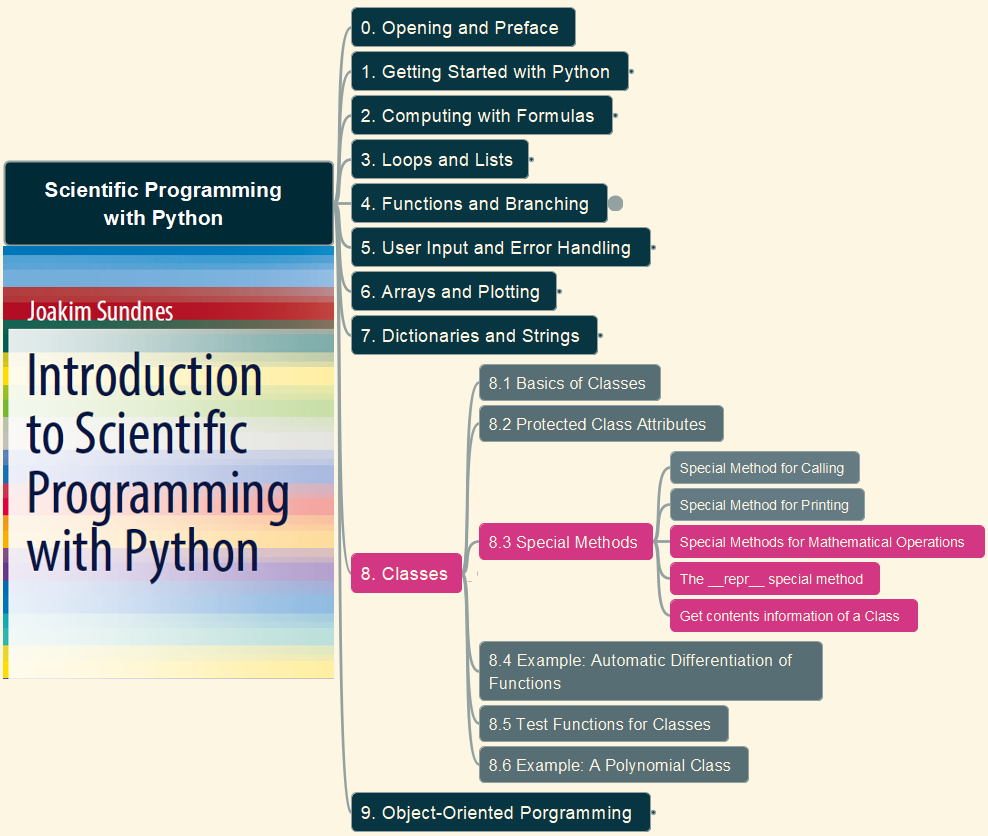 Scientific Programming
with Python
Joakim Sundnes
Introduction
to Scientific
Programming
with Python
0. Opening and Preface
1. Getting Started with Python
2. Computing with Formulas
3. Loops and Lists
4. Functions and Branching
5. User Input and Error Handling
6. Arrays and Plotting
7. Dictionaries and Strings
8. Classes
8.1 Basics of Classes
8.2 Protected Class Attributes
8.3 Special Methods
Special Method for Calling
Special Method for Printing
Special Methods for Mathematical Operations
The __repr__ special method
Get contents information of a Class
8.4 Example: Automatic Differentiation of
Functions
8.5 Test Functions for Classes
8.6 Example: A Polynomial Class
9. Object-Oriented Porgramming